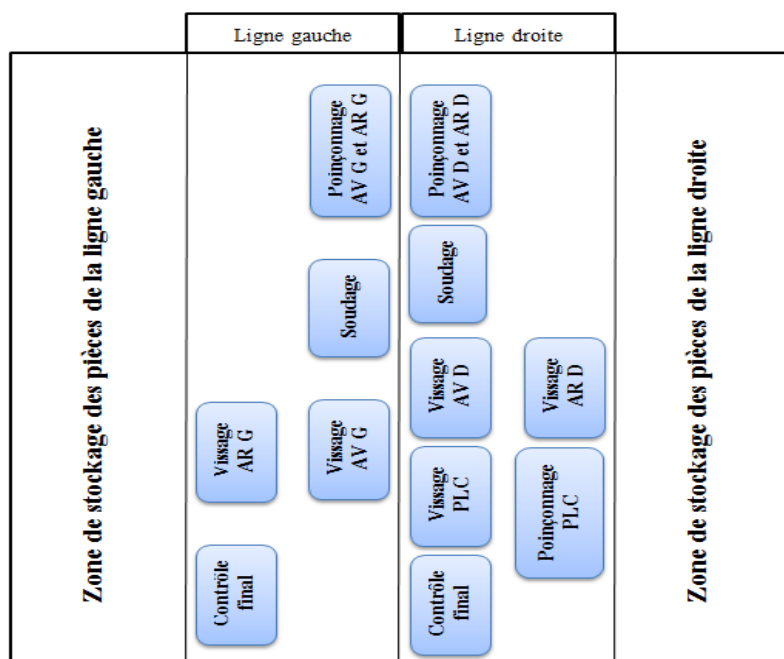 Ligne gauche
Ligne droite
Zone de stockage des pièces de la ligne gauche
Poinçonnage
AV G et AR G
Soudage
Vissage
AR G
Vissage
AV G
Contrôle
final
Poinçonnage
AV D et AR D
Soudage
Vissage
AV D
Vissage
AR D
Vissage
PLC
Poinçonnage
PLC
Contrôle
final
Zone de stockage des pièces de la ligne droite